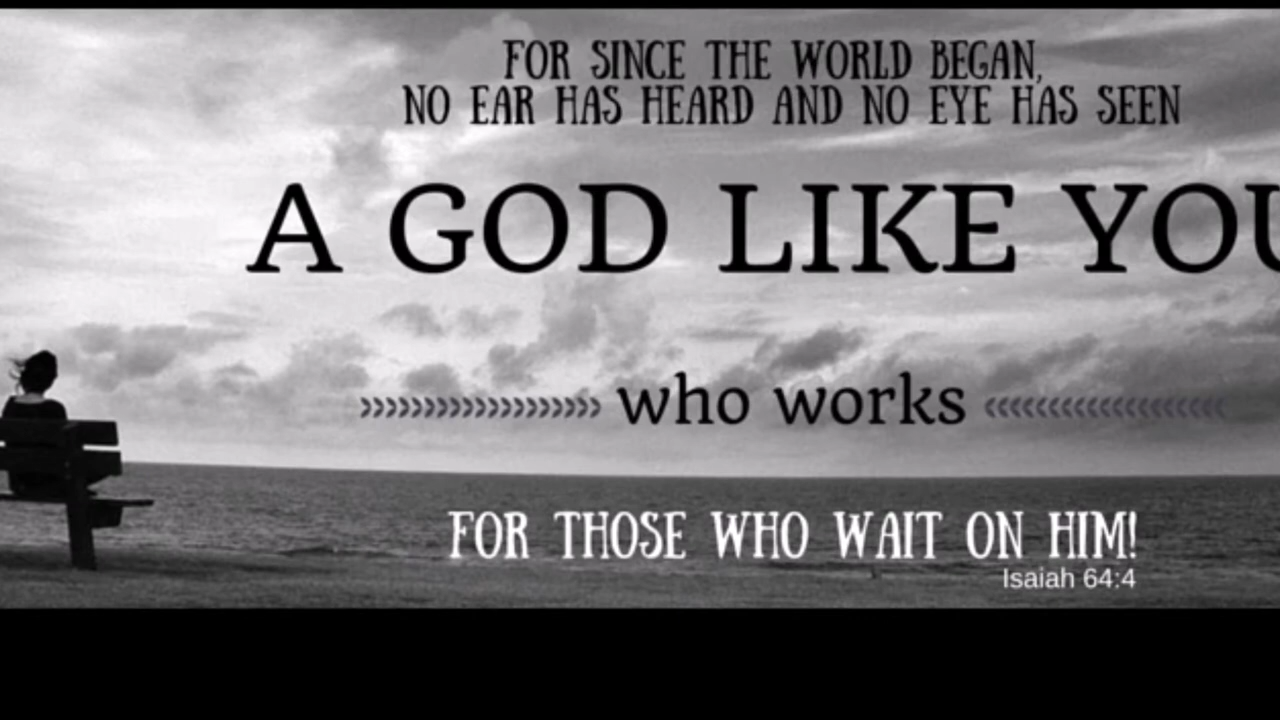 FOR SINCE THE WORLD BEGAN,
NO EAR HAS HEARD AND NO EYE HAS SEEN
A GOD LIKE YOU
who works
FOR THOSE WHO WAIT ON HIM!
Isaiah 64:4